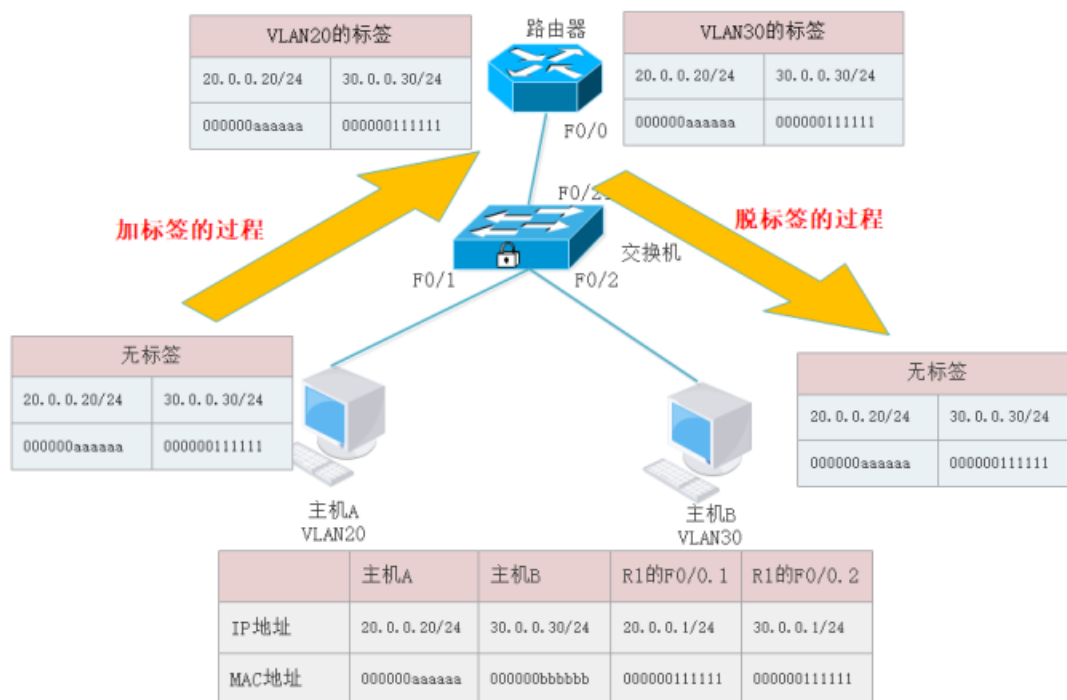 VLAN20的标签
20.0.0.20/24 30.0.0.30/24
000000aaaaaa 000000111111
路由器
F0/0
VLAN30的标签
20.0.0.20/24 30.0.0.30/24
000000aaaaaa 000000111111
加标签的过程
脱标签的过程
交换机
F0/1
F0/2
无标签
20.0.0.20/24 30.0.0.30/24
000000aaaaaa 000000111111
无标签
20.0.0.20/24 30.0.0.30/24
000000aaaaaa 000000111111
主机A
VLAN20
主机B
VLAN30
主机A 主机B R1的F0/0.1 R1的F0/0.2
IP地址 20.0.0.20/24 30.0.0.30/24 20.0.0.1/24 30.0.0.1/24
MAC地址 000000aaaaaa 000000bbbbbb 000000111111 000000111111